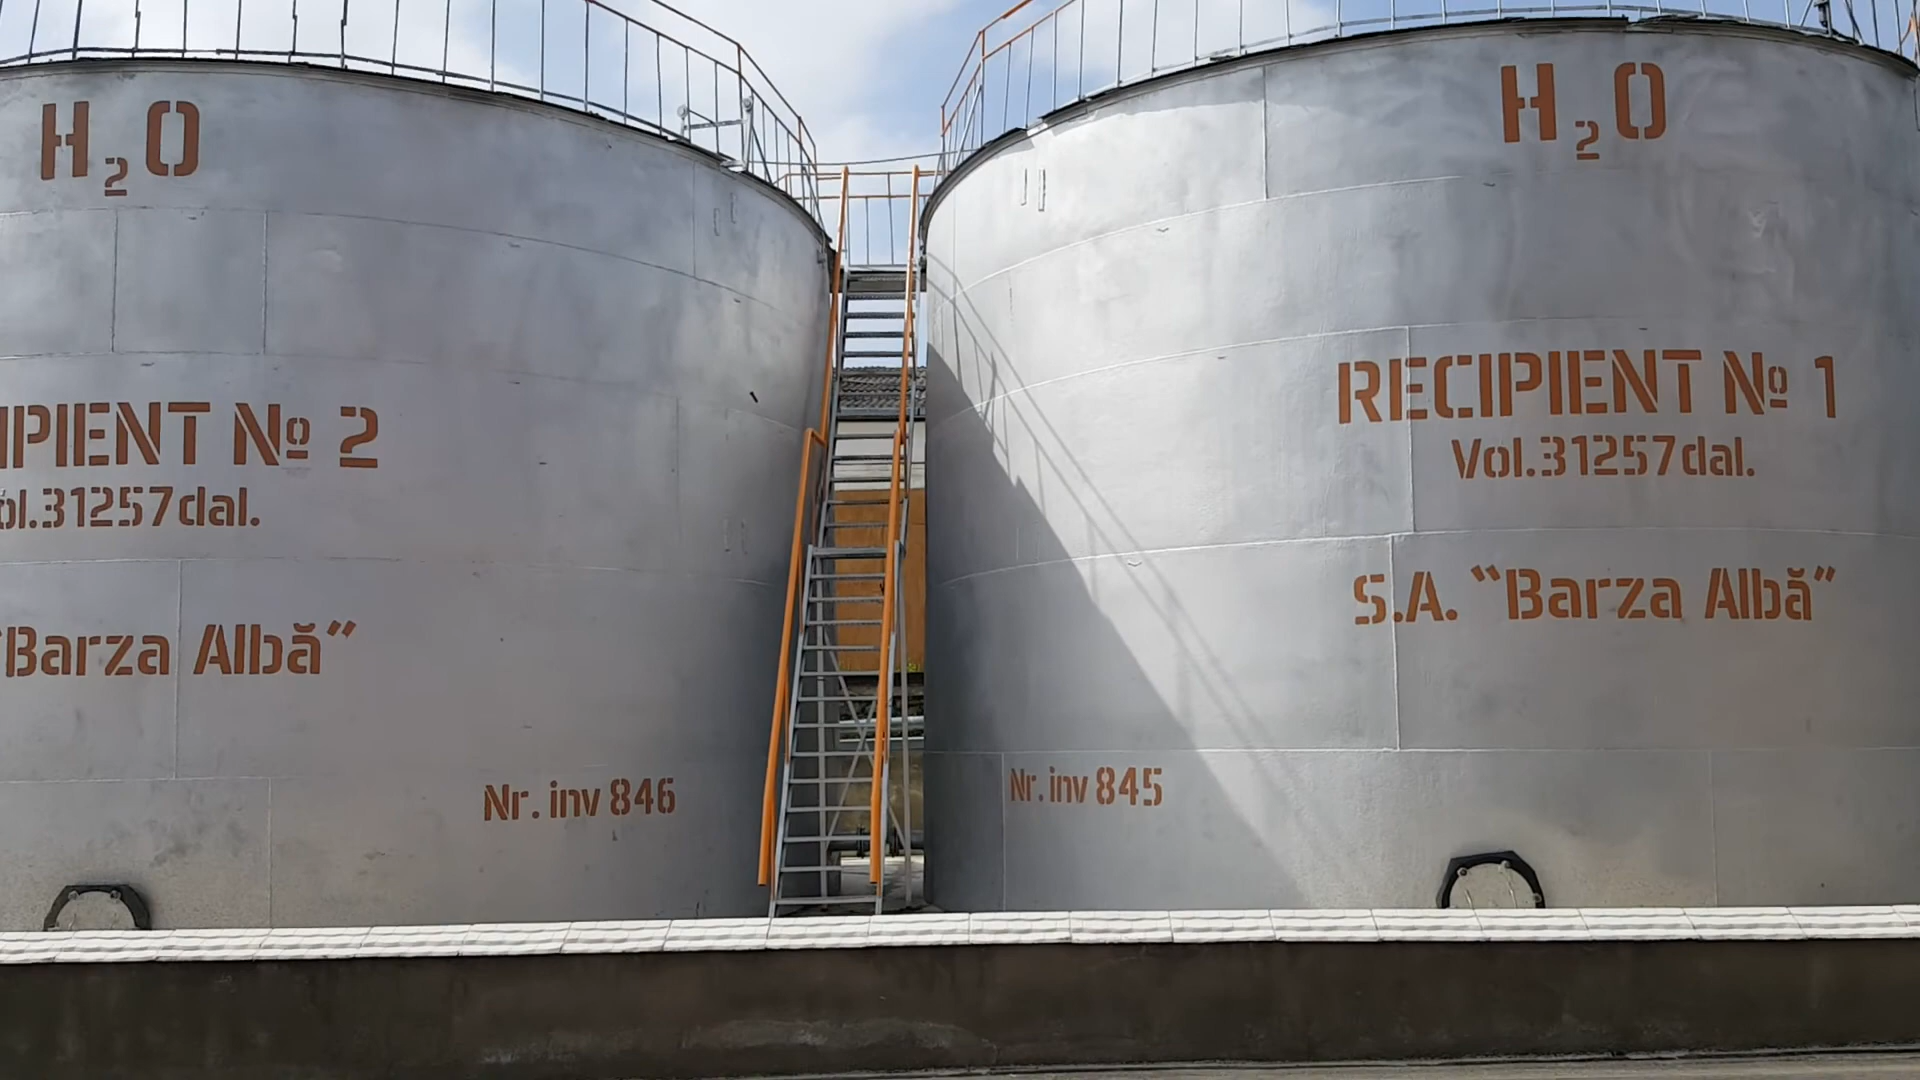 H₂O
IPIENT № 2
ol.31257dal.
"Barza Albă"
Nr. inv 846
H₂O
RECIPIENT № 1
Vol.31257dal.
S.A. "Barza Albă"
Nr. inv 845